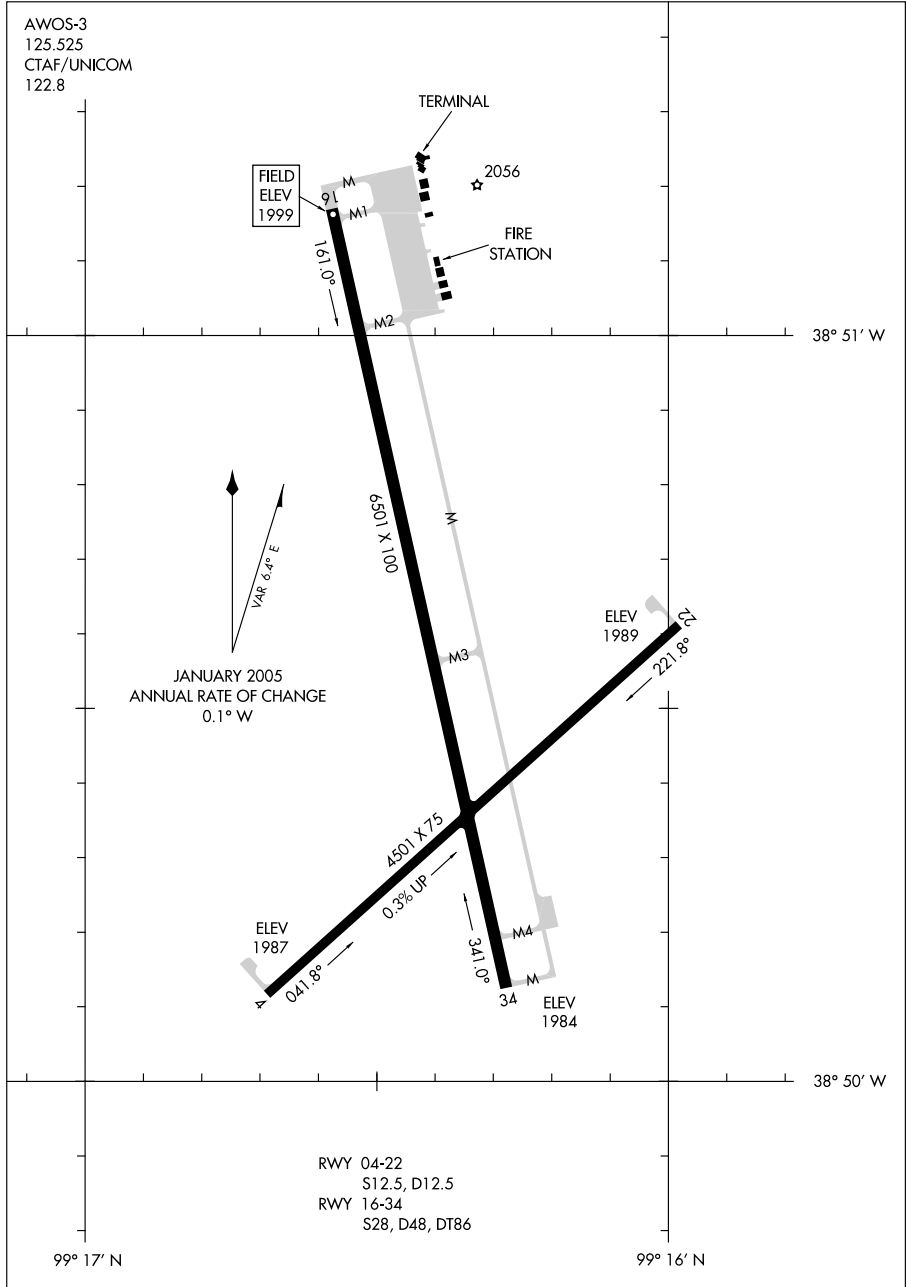 AWOS-3
125.525
CTAF/UNICOM
122.8
TERMINAL
2056
FIELD
ELEV
1999
W
16
M1
161.0°
FIRE
STATION
M2
38° 51' W
6501 X 100
M
VAR 6.4° E
JANUARY 2005
ANNUAL RATE OF CHANGE
0.1° W
ELEV
1989
22
221.8°
M3
4501 X 75
0.3% UP
ELEV
1987
041.8°
4
341.0°
M4
M
34
ELEV
1984
38° 50' W
RWY 04-22
S12.5, D12.5
RWY 16-34
S28, D48, DT86
99° 17' N
99° 16' N